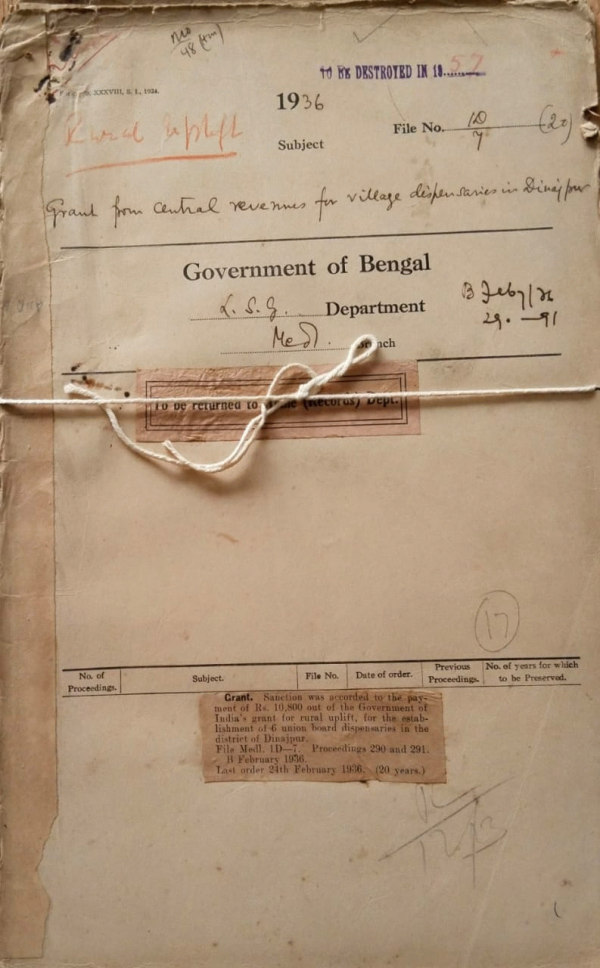 TO BE DESTROYED IN 19......57
XXXVIII, S. I., 1934.
1936
Rural Uplift
File No. 1D/7 (2)
Subject
Grant from central revenues for village dispensaries in Dinajpur
Government of Bengal
L. S. G. Department
B Feby/36
Medl.
290—91
To be returned to (Records) Dept.
17
No. of Proceedings.
Subject.
File No.
Date of order.
Previous Proceedings.
No. of years for which to be Preserved.
Grant. Sanction was accorded to the pay-
ment of Rs. 10,800 out of the Government of
India's grant for rural uplift, for the estab-
lishment of 6 union board dispensaries in the
district of Dinajpur.
File Medl. 1D—7. Proceedings 290 and 291.
B February 1936.
Last order 24th February 1936. (20 years.)